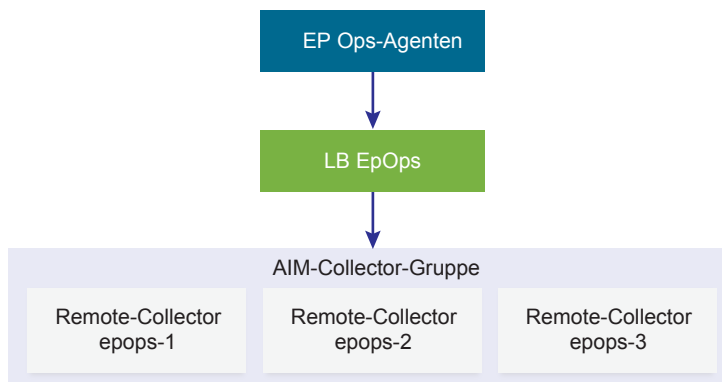 EP Ops-Agenten
LB EpOps
AIM-Collector-Gruppe
Remote-Collector
epops-1
Remote-Collector
epops-2
Remote-Collector
epops-3